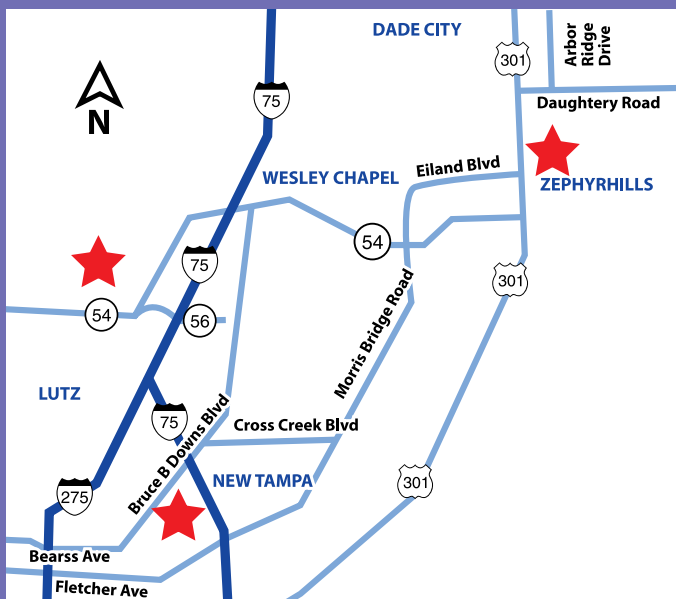 DADE CITY
Arbor
Ridge
Drive
301
75
Daughtery Road
N
Eiland Blvd
WESLEY CHAPEL
ZEPHYRHILLS
54
75
301
54
56
Morris Bridge Road
LUTZ
75
Bruce B Downs Blvd
Cross Creek Blvd
NEW TAMPA
275
301
Bearss Ave
Fletcher Ave